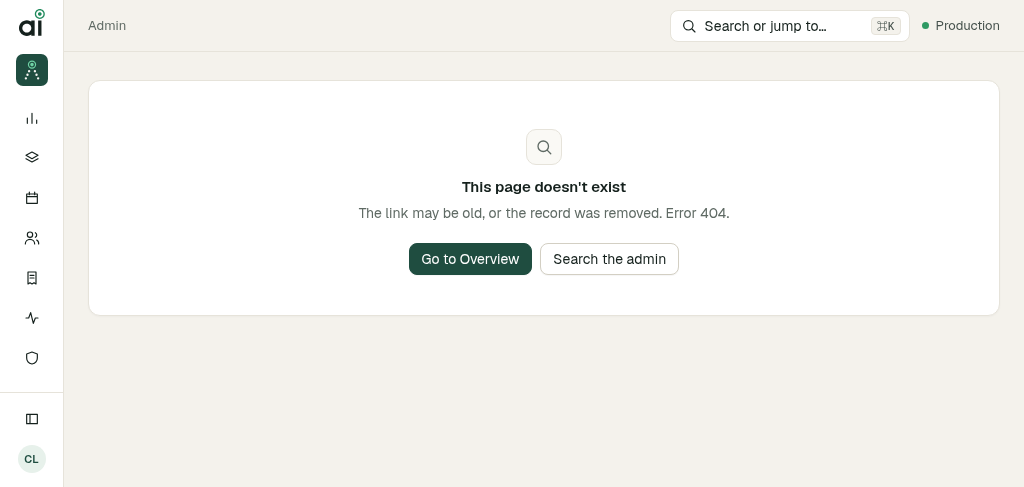 ai
Admin
Search or jump to...
⌘K
Production
This page doesn't exist
The link may be old, or the record was removed. Error 404.
Go to Overview
Search the admin
CL